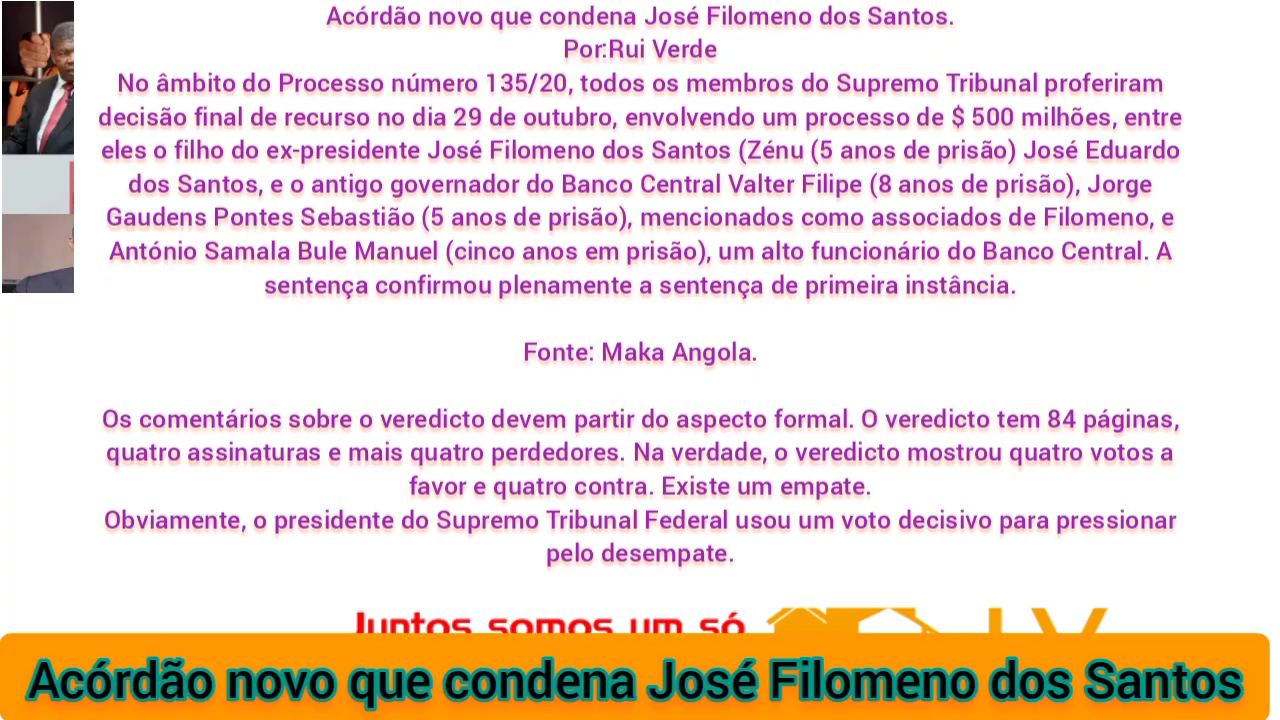 Acórdão novo que condena José Filomeno dos Santos.
Por:Rui Verde
No âmbito do Processo número 135/20, todos os membros do Supremo Tribunal proferiram
decisão final de recurso no dia 29 de outubro, envolvendo um processo de $ 500 milhões, entre
eles o filho do ex-presidente José Filomeno dos Santos (Zénu (5 anos de prisão) José Eduardo
dos Santos, e o antigo governador do Banco Central Valter Filipe (8 anos de prisão), Jorge
Gaudens Pontes Sebastião (5 anos de prisão), mencionados como associados de Filomeno, e
António Samala Bule Manuel (cinco anos em prisão), um alto funcionário do Banco Central. A
sentença confirmou plenamente a sentença de primeira instância.
Fonte: Maka Angola.
Os comentários sobre o veredicto devem partir do aspecto formal. O veredicto tem 84 páginas,
quatro assinaturas e mais quatro perdedores. Na verdade, o veredicto mostrou quatro votos a
favor e quatro contra. Existe um empate.
Obviamente, o presidente do Supremo Tribunal Federal usou um voto decisivo para pressionar
pelo desempate.
Juntos somos um só
Acórdão novo que condena José Filomeno dos Santos